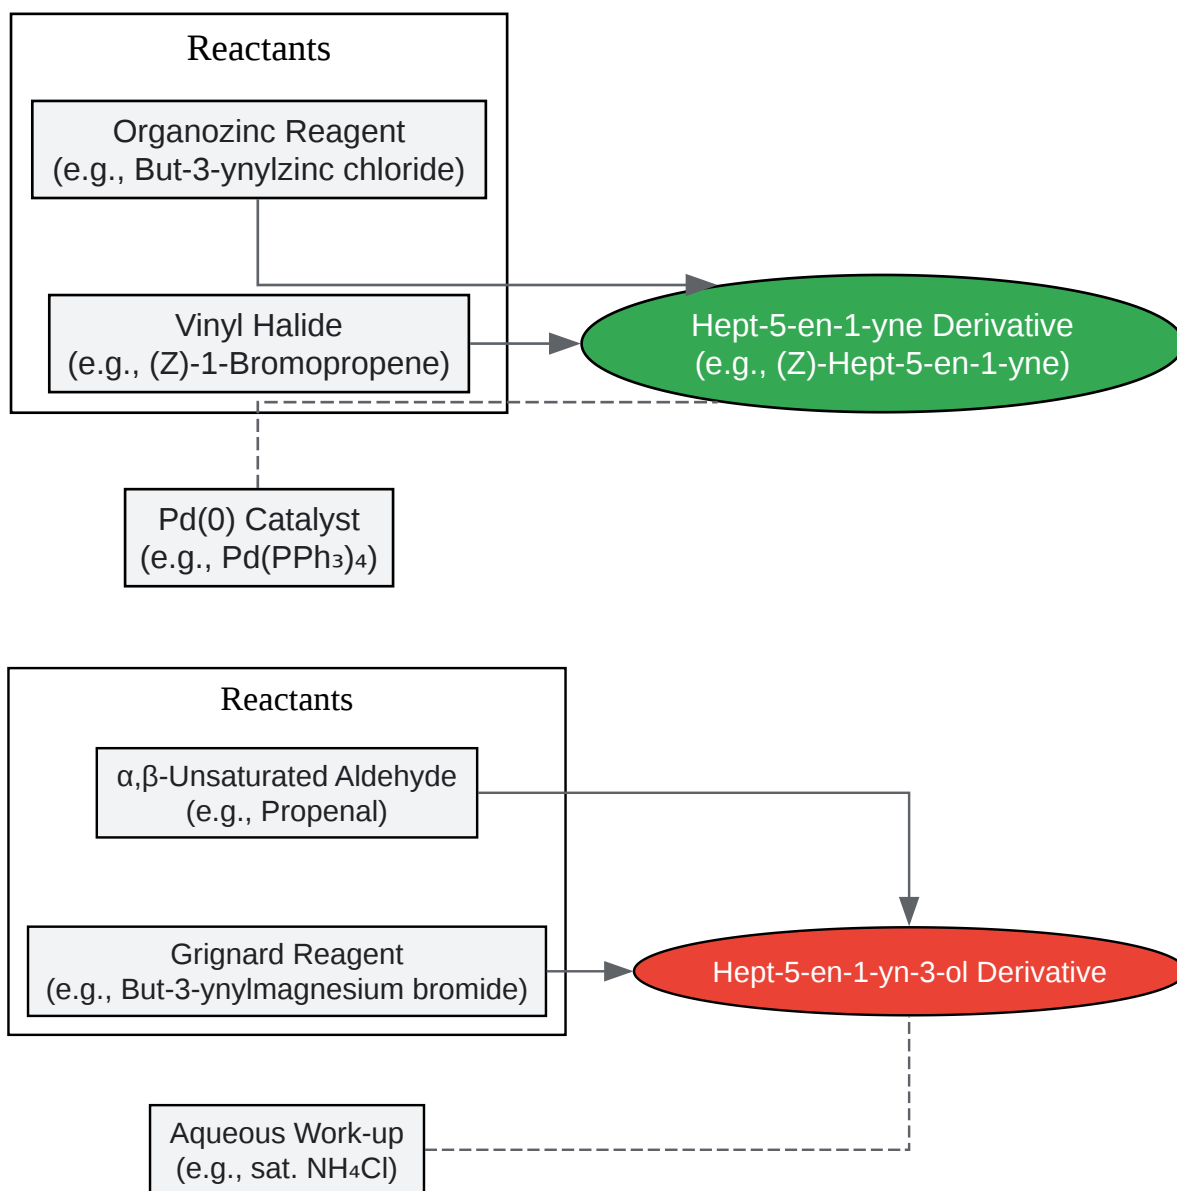 Reactants
Organozinc Reagent
(e.g., But-3-ynylzinc chloride)
Vinyl Halide
(e.g., (Z)-1-Bromopropene)
Hept-5-en-1-yne Derivative
(e.g., (Z)-Hept-5-en-1-yne)
Pd(0) Catalyst
(e.g., Pd(PPh₃)₄)
Reactants
α,β-Unsaturated Aldehyde
(e.g., Propenal)
Grignard Reagent
(e.g., But-3-ynylmagnesium bromide)
Hept-5-en-1-yn-3-ol Derivative
Aqueous Work-up
(e.g., sat. NH₄Cl)